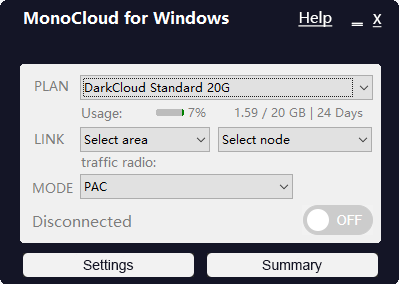 MonoCloud for Windows Help _ X
PLAN DarkCloud Standard 20G
Usage: 7% 1.59 / 20 GB | 24 Days
LINK Select area Select node
traffic radio:
MODE PAC
Disconnected OFF
Settings Summary